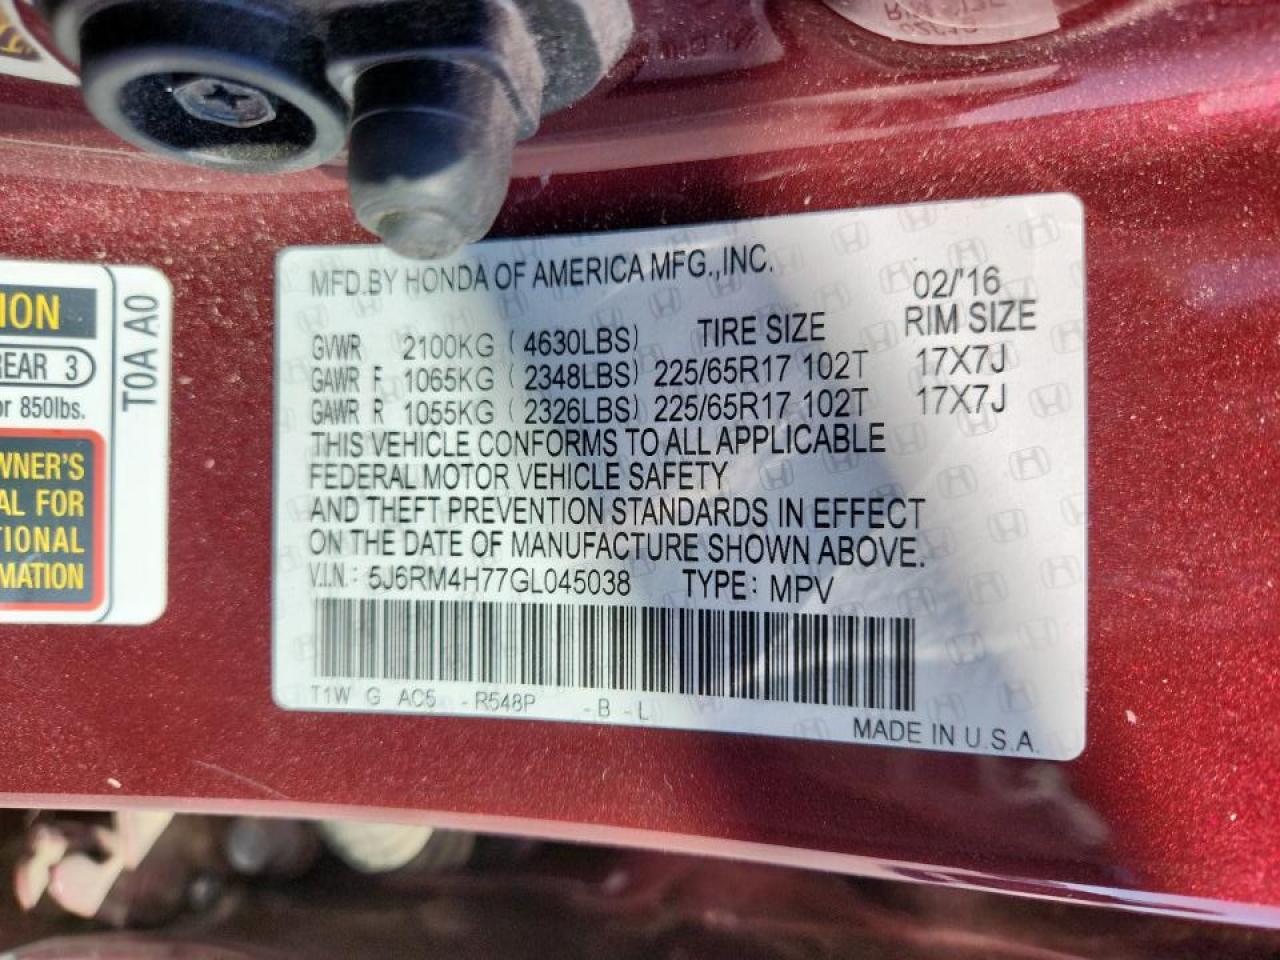 MFD.BY HONDA OF AMERICA MFG.,INC. 02/'16
GVWR 2100KG (4630LBS) TIRE SIZE RIM SIZE
GAWR F 1065KG (2348LBS) 225/65R17 102T 17X7J
GAWR R 1055KG (2326LBS) 225/65R17 102T 17X7J
THIS VEHICLE CONFORMS TO ALL APPLICABLE
FEDERAL MOTOR VEHICLE SAFETY
AND THEFT PREVENTION STANDARDS IN EFFECT
ON THE DATE OF MANUFACTURE SHOWN ABOVE.
V.I.N.: 5J6RM4H77GL045038 TYPE: MPV
T1W G AC5 -R548P -B -L
MADE IN U.S.A.
ION
REAR 3
or 850lbs.
WNER'S
AL FOR
TIONAL
MATION
T0A A0